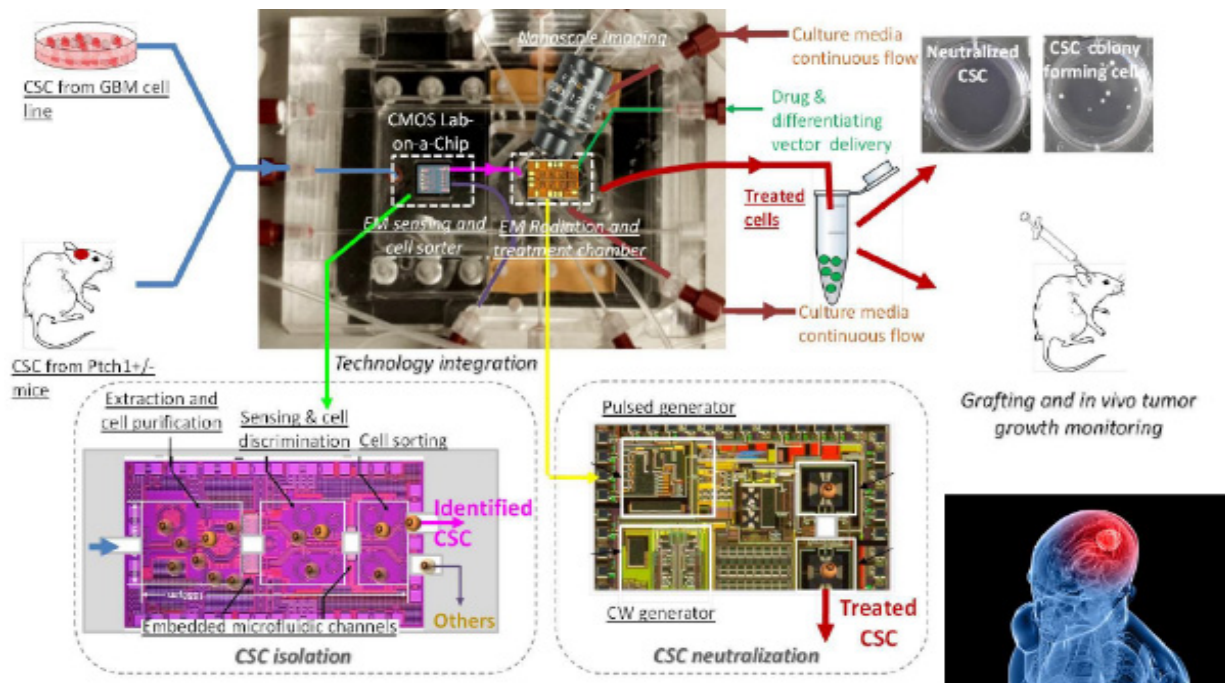 CSC from GBM cell
line
CSC from Ptch1+/-
mice
Nanoscale imaging
CMOS Lab-
on-a-Chip
EM sensing and
cell sorter
EM Radiation and
treatment chamber
Technology integration
Culture media
continuous flow
Drug &
differentiating
vector delivery
Treated
cells
Culture media
continuous flow
Neutralized
CSC
CSC colony
forming cells
Grafting and in vivo tumor
growth monitoring
Extraction and
cell purification
Sensing & cell
discrimination
Cell sorting
Identified
CSC
Others
Embedded microfluidic channels
CSC isolation
Pulsed generator
CW generator
Treated
CSC
CSC neutralization